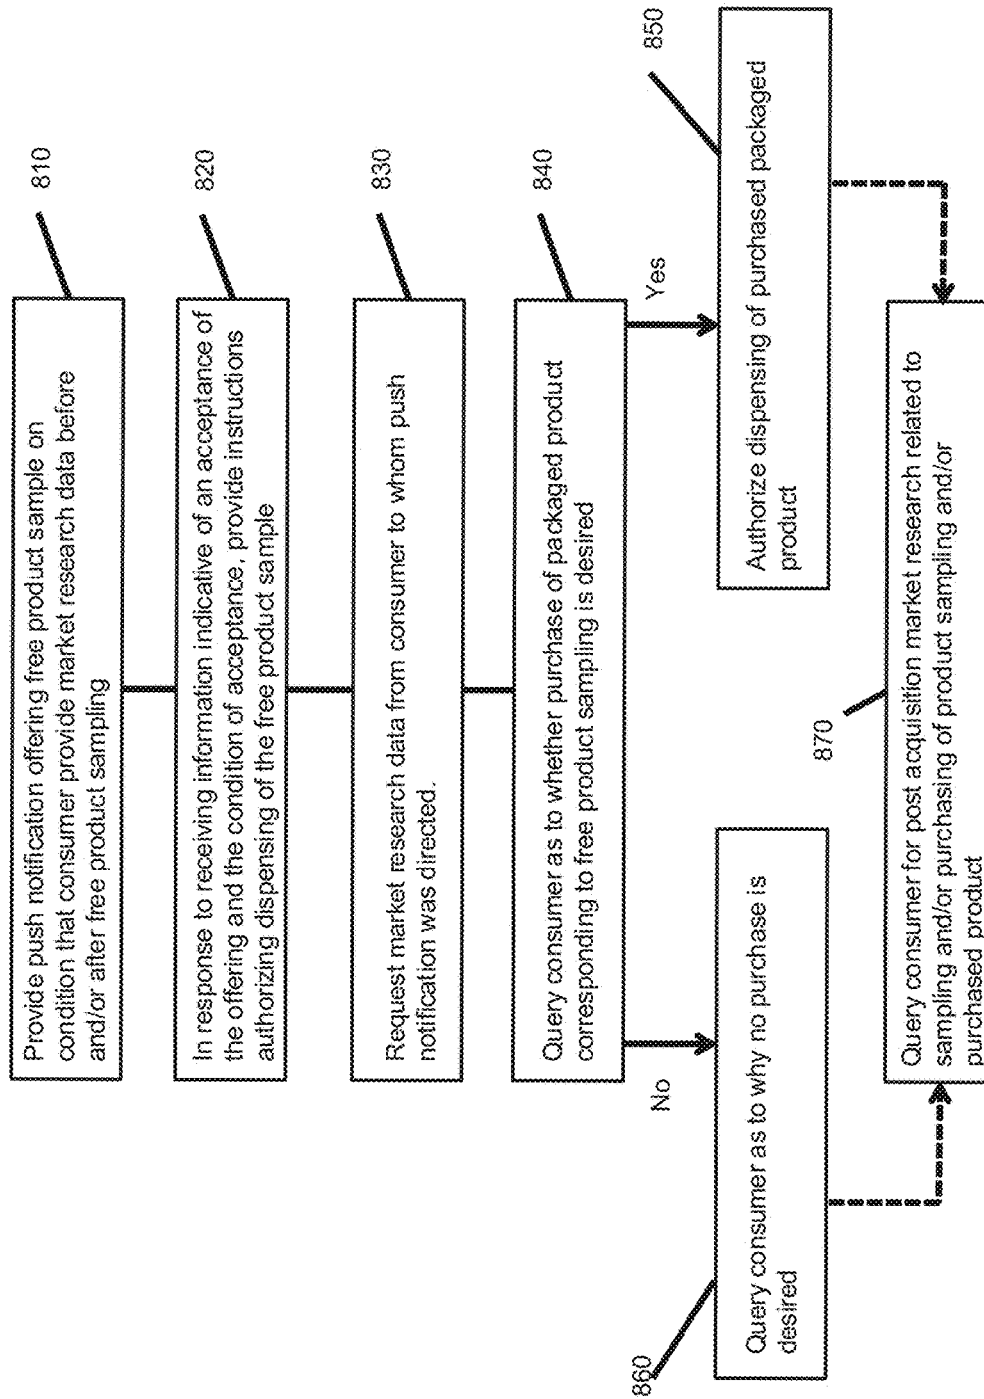 Provide push notification offering free product sample on
condition that consumer provide market research data before
and/or after free product sampling
810
In response to receiving information indicative of an acceptance of
the offering and the condition of acceptance, provide instructions
authorizing dispensing of the free product sample
820
Request market research data from consumer to whom push
notification was directed.
830
Query consumer as to whether purchase of packaged product
corresponding to free product sampling is desired
840
No
Yes
860
Query consumer as to why no purchase is
desired
Authorize dispensing of purchased packaged
product
850
870
Query consumer for post acquisition market research related to
sampling and/or purchasing of product sampling and/or
purchased product